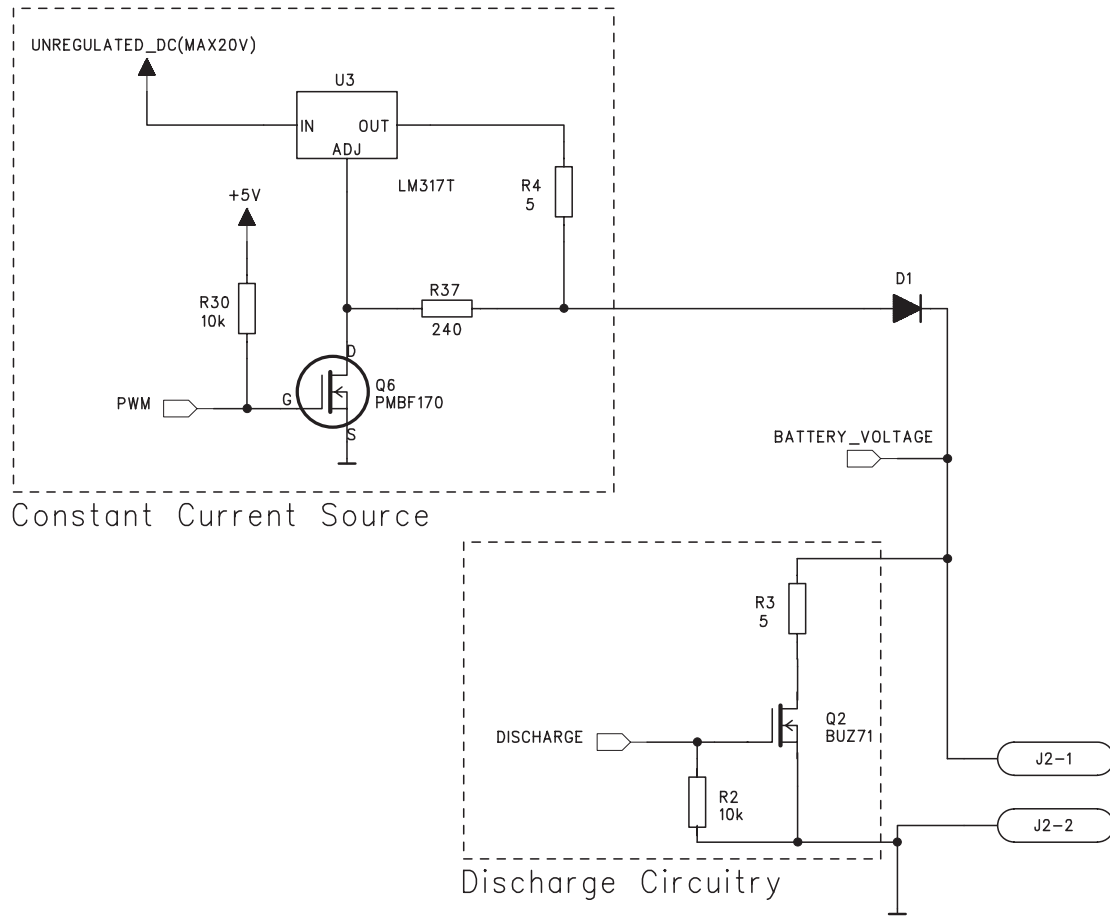 UNREGULATED_DC(MAX20V)
U3
IN
OUT
ADJ
LM317T
R4
5
+5V
R30
10k
R37
240
D1
D
G
Q6
PMBF170
PWM
S
BATTERY_VOLTAGE
Constant Current Source
R3
5
Q2
BUZ71
DISCHARGE
J2-1
R2
10k
J2-2
Discharge Circuitry